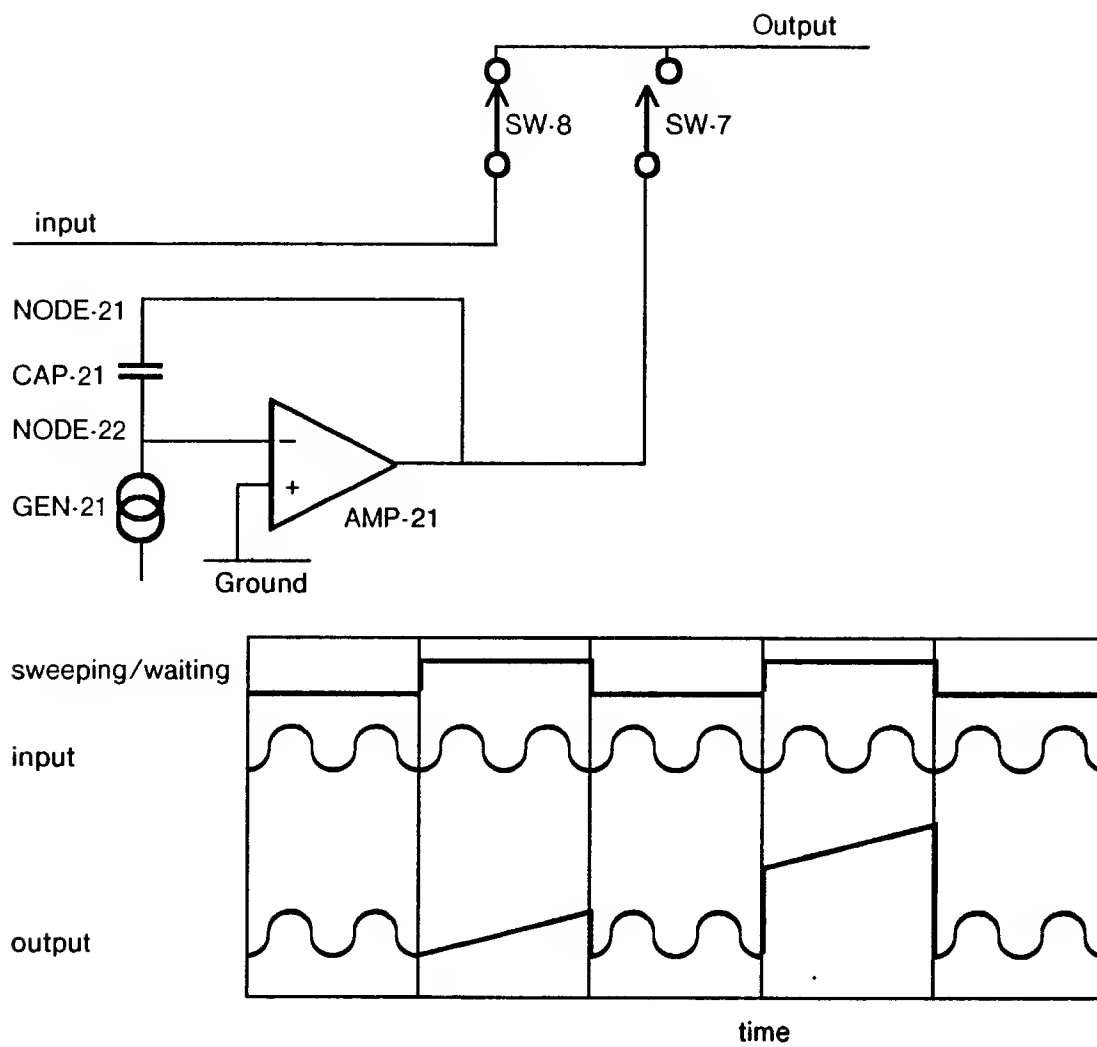 Output
SW-8
SW-7
input
NODE-21
CAP-21
NODE-22
GEN-21
−
+
AMP-21
Ground
sweeping/waiting
input
output
time